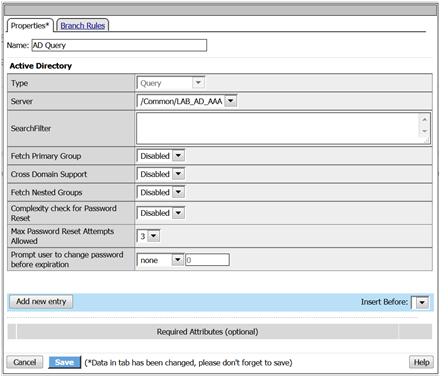 Properties* Branch Rules
Name: AD Query
Active Directory
Type Query
Server /Common/LAB_AD_AAA
SearchFilter
Fetch Primary Group Disabled
Cross Domain Support Disabled
Fetch Nested Groups Disabled
Complexity check for Password
Reset Disabled
Max Password Reset Attempts
Allowed 3
Prompt user to change password
before expiration none 0
Add new entry Insert Before:
Required Attributes (optional)
Cancel Save (*Data in tab has been changed, please don't forget to save) Help